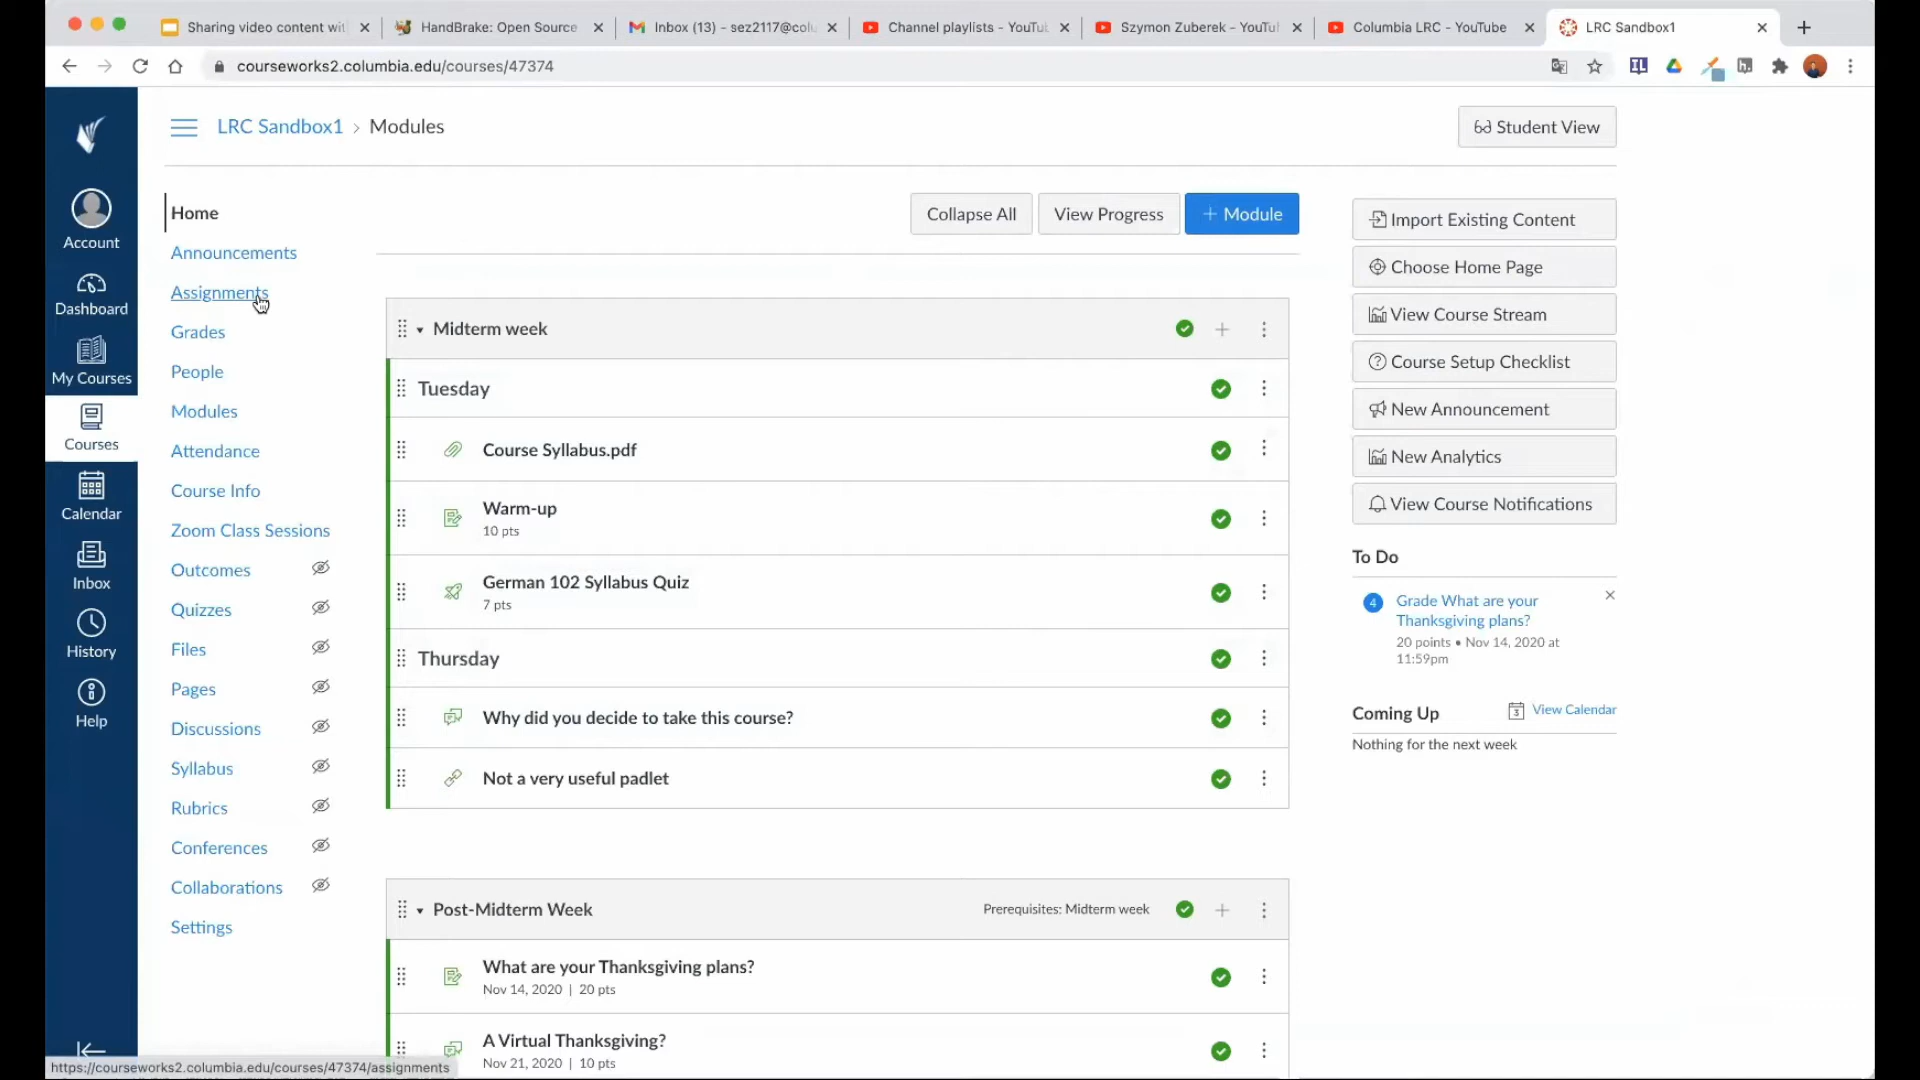 Sharing video content wit
HandBrake: Open Source
Inbox (13) - sez2117@colu
Channel playlists - YouTub
Szymon Zuberek - YouTu
Columbia LRC - YouTube
LRC Sandbox1
courseworks2.columbia.edu/courses/47374
LRC Sandbox1 > Modules
Student View
Account
Dashboard
My Courses
Courses
Calendar
Inbox
History
Help
Home
Announcements
Assignments
Grades
People
Modules
Attendance
Course Info
Zoom Class Sessions
Outcomes
Quizzes
Files
Pages
Discussions
Syllabus
Rubrics
Conferences
Collaborations
Settings
Collapse All
View Progress
+ Module
Midterm week
Tuesday
Course Syllabus.pdf
Warm-up
10 pts
German 102 Syllabus Quiz
7 pts
Thursday
Why did you decide to take this course?
Not a very useful padlet
Post-Midterm Week
Prerequisites: Midterm week
What are your Thanksgiving plans?
Nov 14, 2020 | 20 pts
A Virtual Thanksgiving?
Nov 21, 2020 | 10 pts
Import Existing Content
Choose Home Page
View Course Stream
Course Setup Checklist
New Announcement
New Analytics
View Course Notifications
To Do
4
Grade What are your
Thanksgiving plans?
20 points • Nov 14, 2020 at
11:59pm
Coming Up
3
View Calendar
Nothing for the next week
https://courseworks2.columbia.edu/courses/47374/assignments